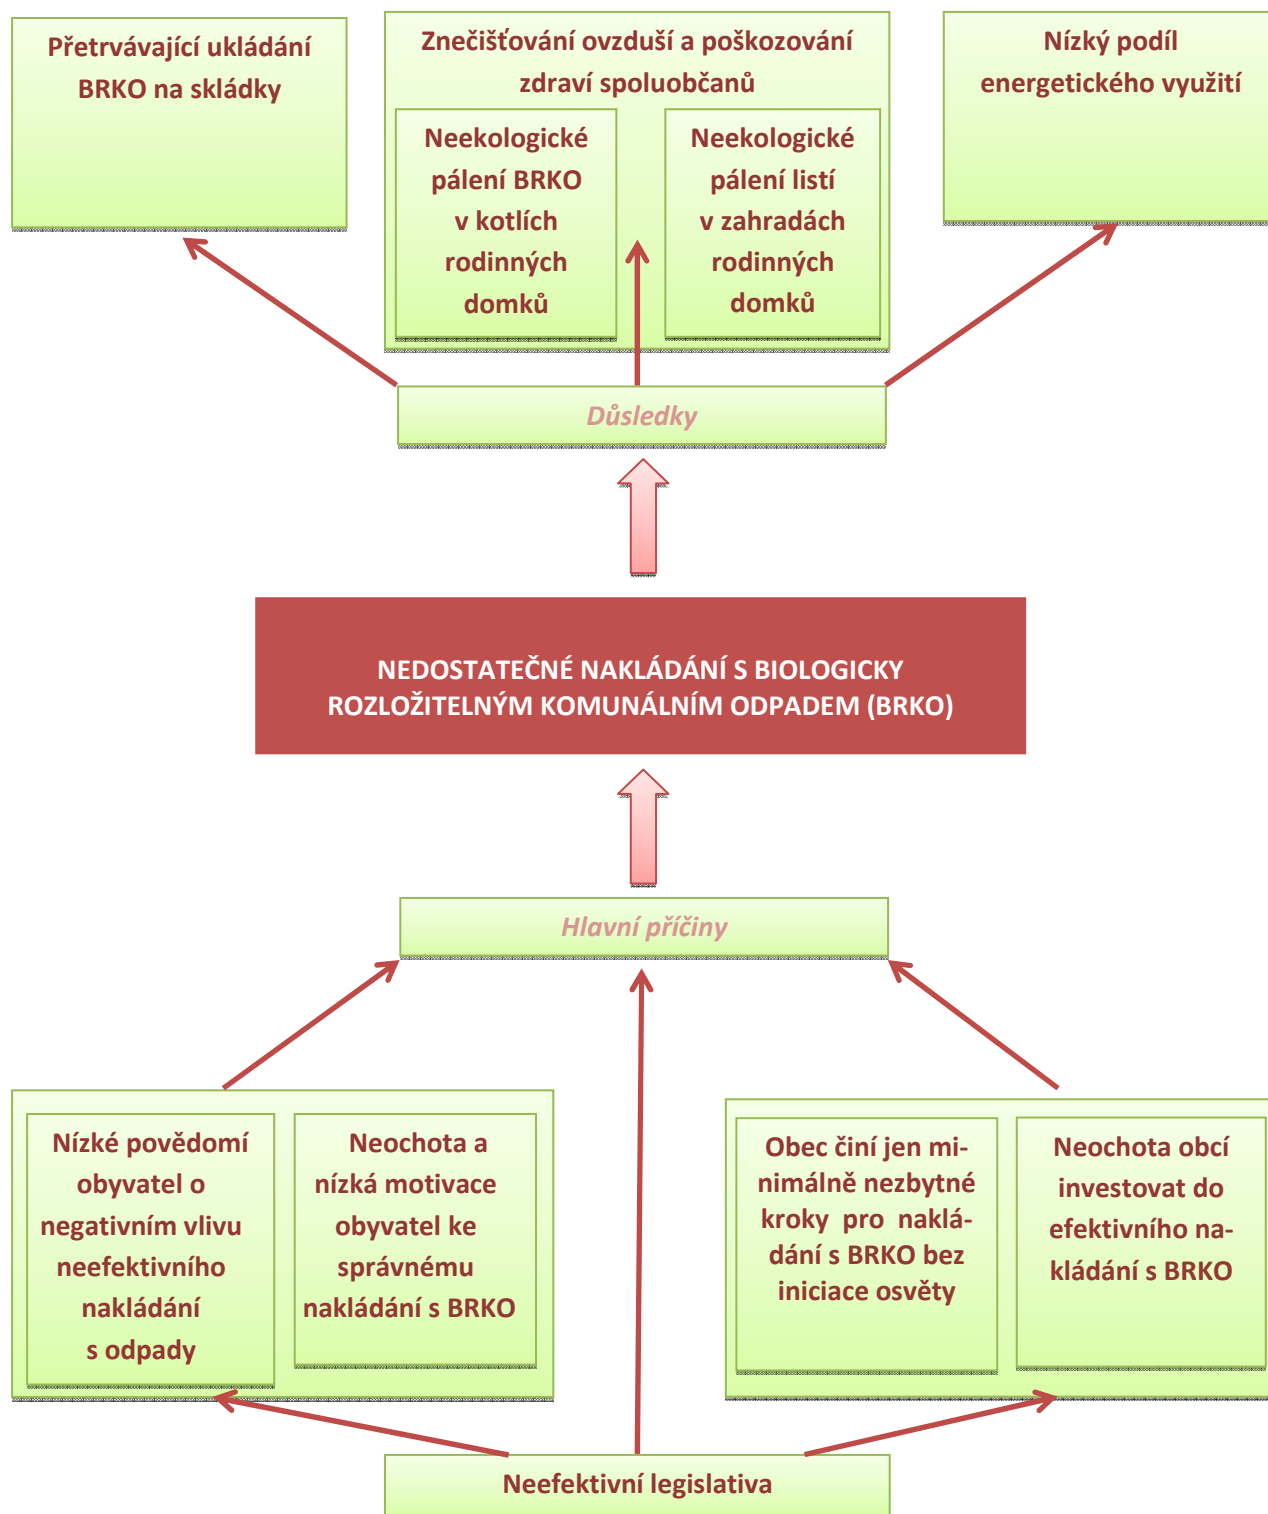 Přetrvávající ukládání
BRKO na skládky
Znečišťování ovzduší a poškozování
zdraví spoluobčanů
Neekologické
pálení BRKO
v kotlích
rodinných
domků
Neekologické
pálení listí
v zahradách
rodinných
domků
Nízký podíl
energetického využití
Důsledky
NEDOSTATEČNÉ NAKLÁDÁNÍ S BIOLOGICKY
ROZLOŽITELNÝM KOMUNÁLNÍM ODPADEM (BRKO)
Hlavní příčiny
Nízké povědomí
obyvatel o
negativním vlivu
neefektivního
nakládání
s odpady
Neochota a
nízká motivace
obyvatel ke
správnému
nakládání s BRKO
Obec činí jen mi-
nimálně nezbytné
kroky pro naklá-
dání s BRKO bez
iniciace osvěty
Neochota obcí
investovat do
efektivního na-
kládání s BRKO
Neefektivní legislativa